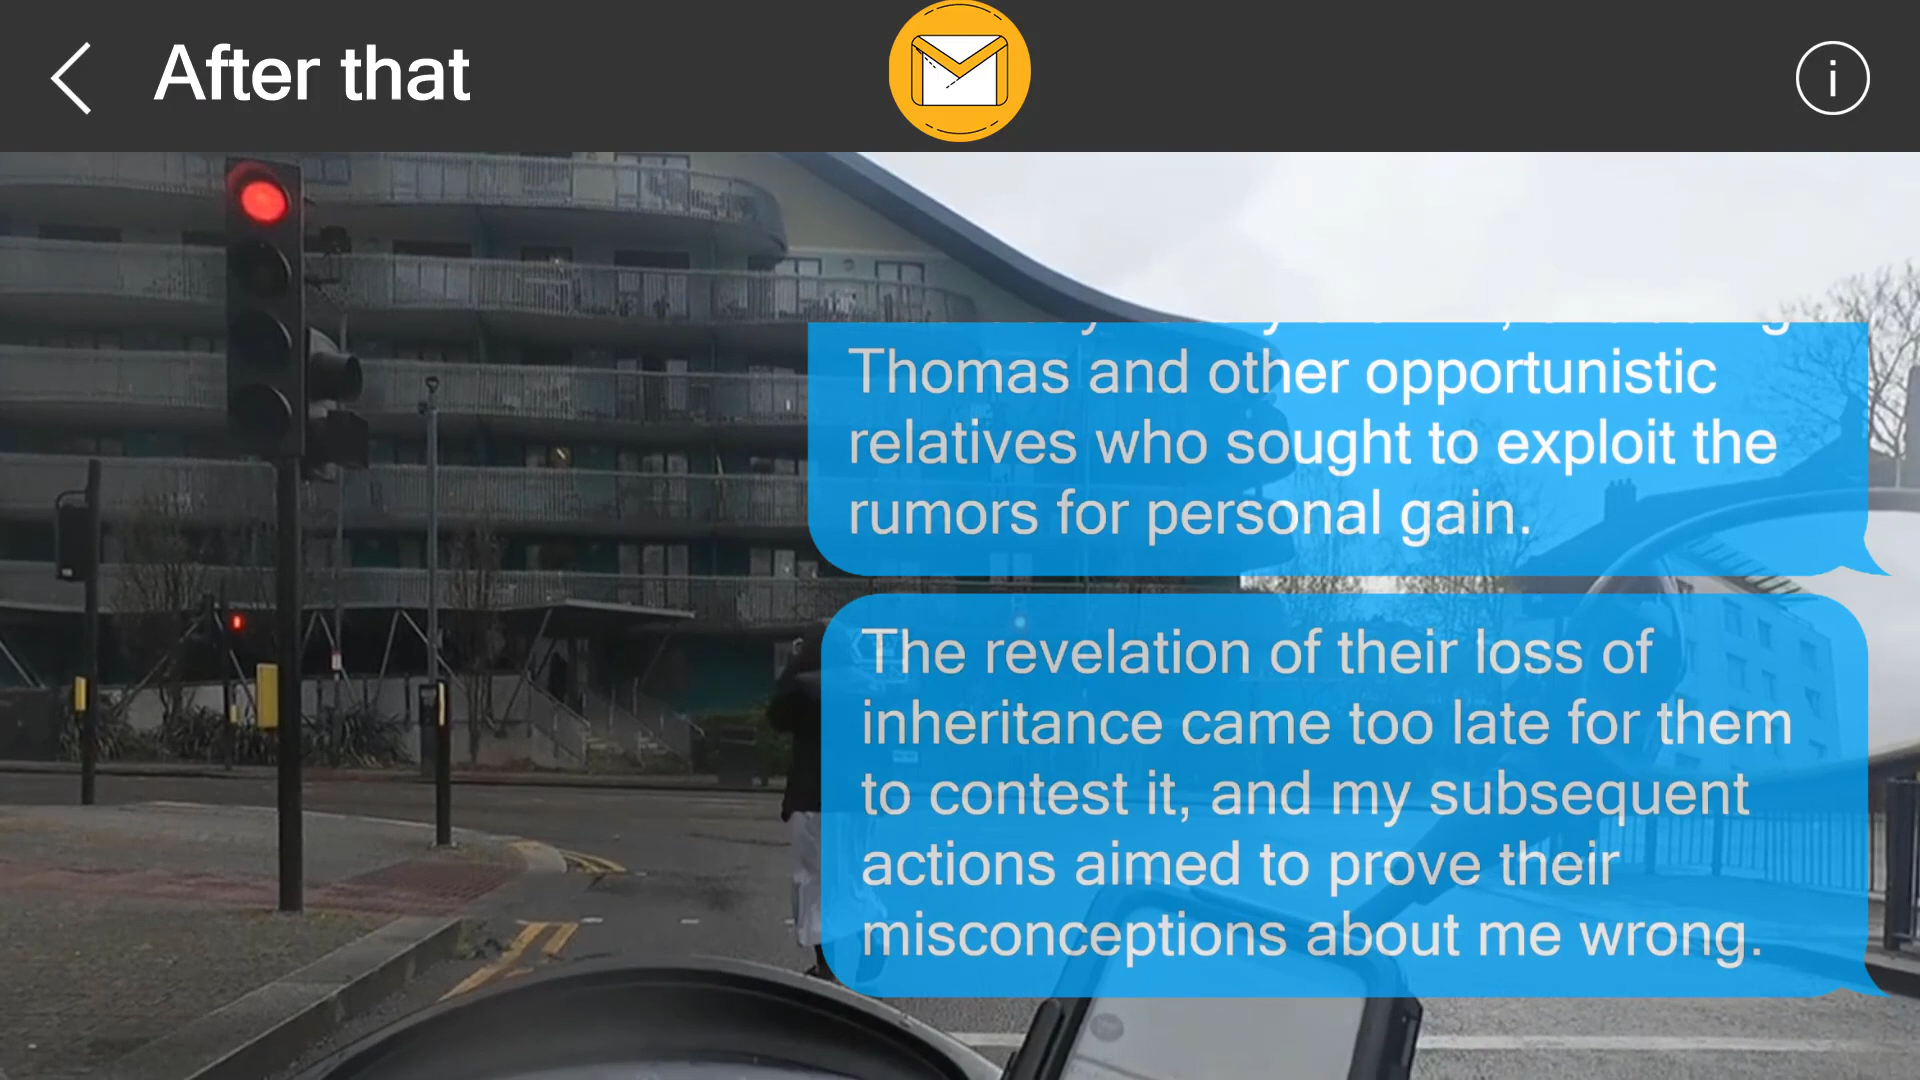 After that
Thomas and other opportunistic
relatives who sought to exploit the
rumors for personal gain.
The revelation of their loss of
inheritance came too late for them
to contest it, and my subsequent
actions aimed to prove their
misconceptions about me wrong.